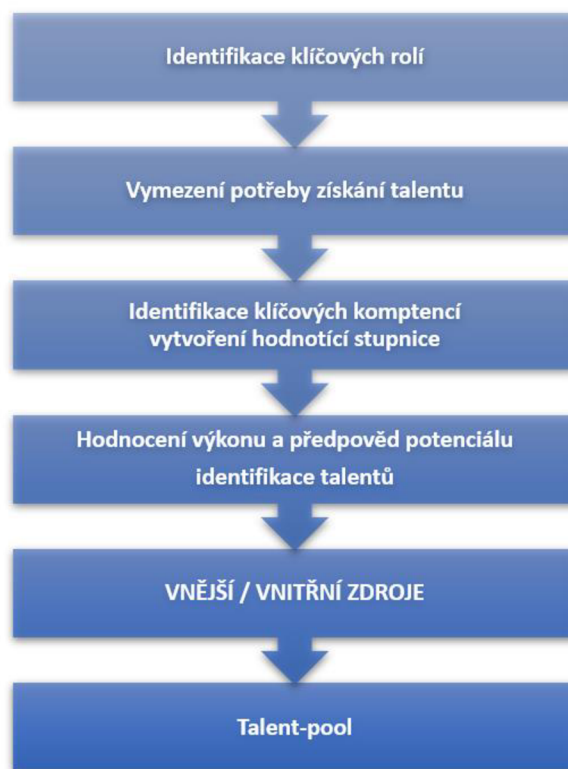 Identifikace klíčových rolí
Vymezení potřeby získání talentu
Identifikace klíčových komptencí
vytvoření hodnotící stupnice
Hodnocení výkonu a předpověd potenciálu
identifikace talentů
VNĚJŠÍ / VNITŘNÍ ZDROJE
Talent-pool